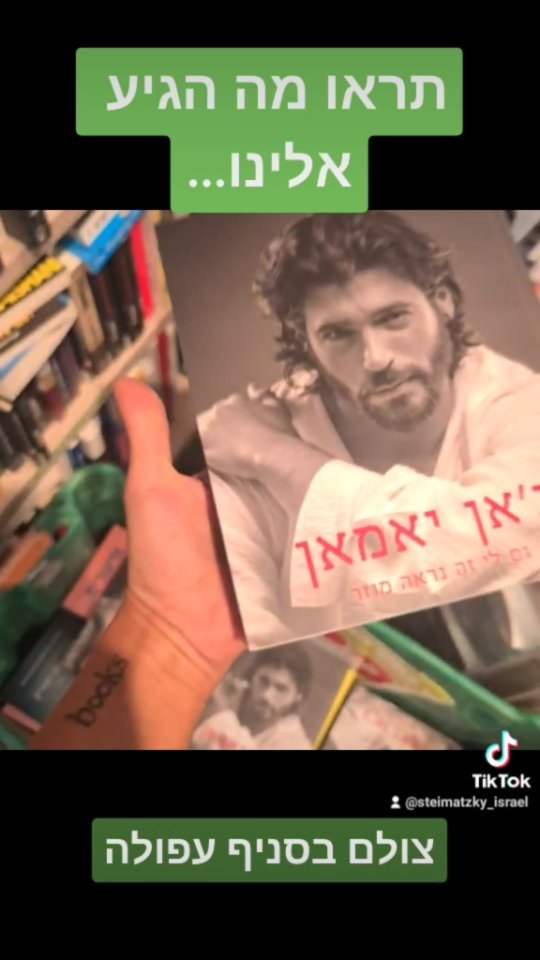 תראו מה הגיע
אלינו...
ג'אן יאמאן
גם לי זה נראה מוזר
books
TikTok
@steimatzky_israel
צולם בסניף עפולה